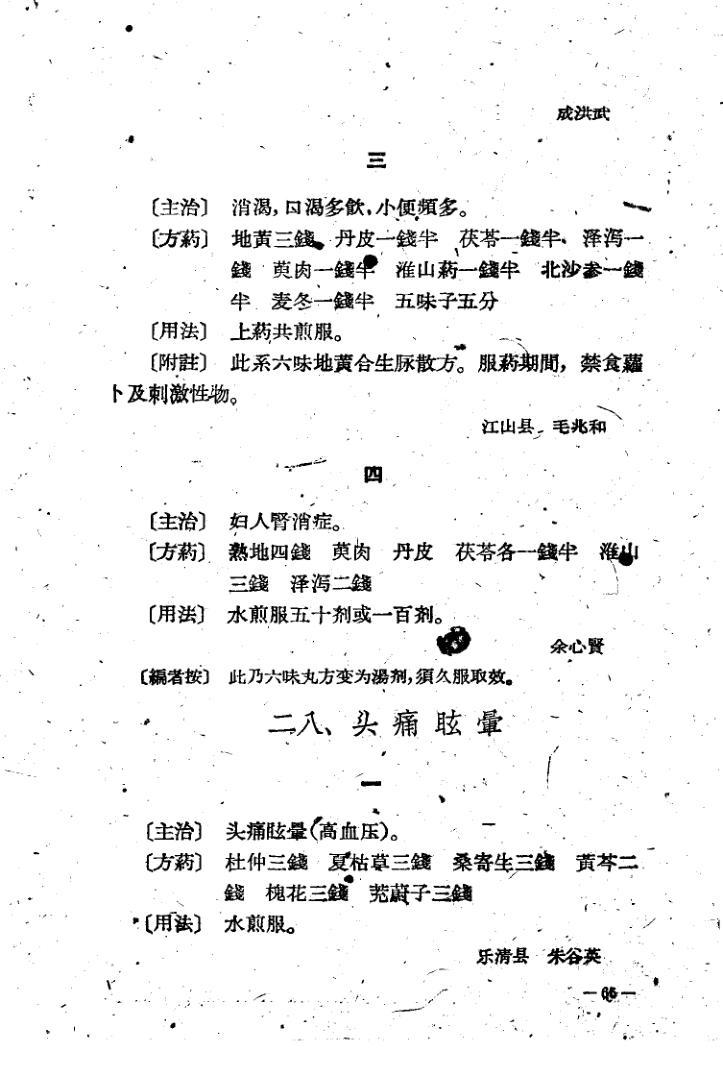 成洪武
三
〔主治〕 消渴,口渴多飲,小便頻多。
〔方葯〕 地黃三錢 丹皮一錢半 茯苓一錢半 泽泻一
錢 萸肉一錢半 淮山葯一錢半 北沙参一錢
半 麦冬一錢半 五味子五分
〔用法〕 上葯共煎服。
〔附註〕 此系六味地黃合生脉散方。服葯期間，禁食蘿
卜及刺激性物。
江山县 毛兆和
四
〔主治〕 妇人腎消症。
〔方葯〕 熟地四錢 萸肉 丹皮 茯苓各一錢半 淮山
三錢 泽泻二錢
〔用法〕 水煎服五十剂或一百剂。
余心賢
〔編者按〕 此乃六味丸方变为湯剂,須久服取效。
二八、头痛眩暈
一
〔主治〕 头痛眩暈(高血压)。
〔方葯〕 杜仲三錢 夏枯草三錢 桑寄生三錢 黃芩二
錢 槐花三錢 茺蔚子三錢
〔用法〕 水煎服。
乐清县 朱谷英